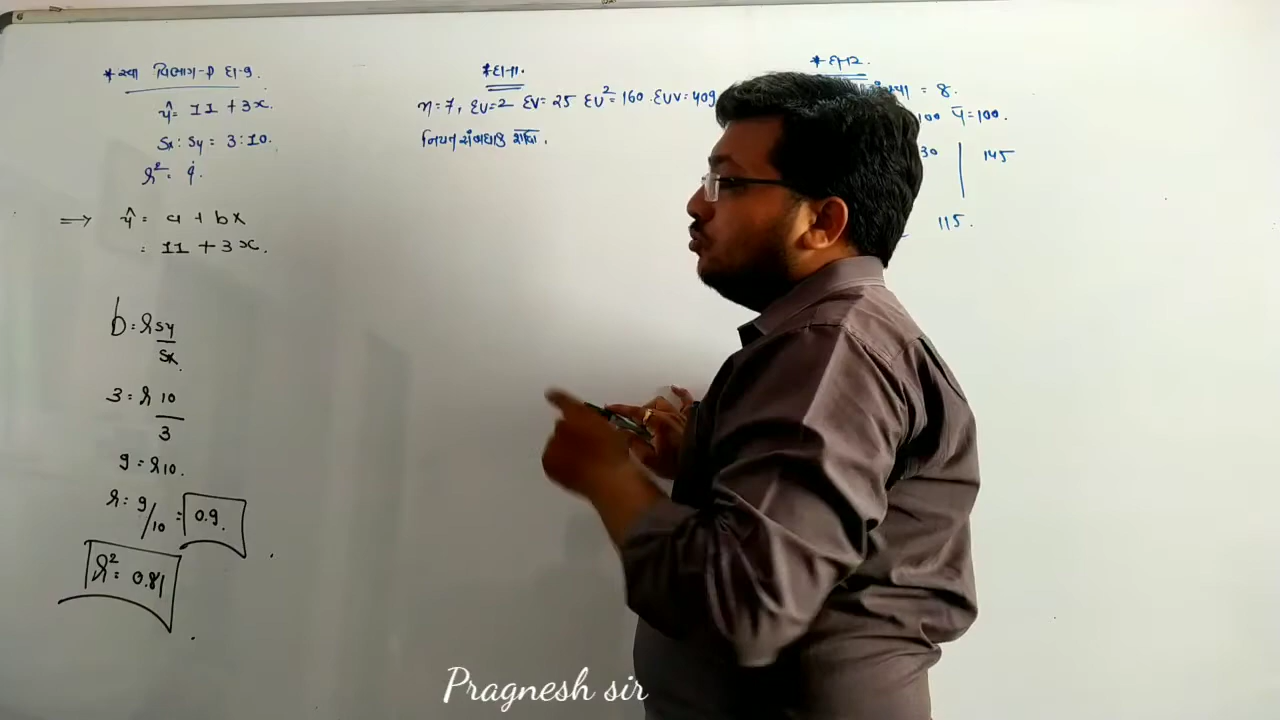 * સ્વા વિભાગ-D દા-9.
ŷ = 11 + 3x.
Sx : Sy = 3:10.
r² = ?
⇒ ŷ = a + bx
= 11 + 3x.
b = r Sy
Sx.
3 = r 10
3
9 = r10.
r = 9/10 = 0.9.
r² = 0.81
* દા-11.
n = 7, Σu = 2 Σv = 25 Σu² = 160 Σuv = 409
નિયત સંબંધાંક શોધો.
* દા-12.
= 8.
100 ȳ = 100.
30 | 145
115.
Pragnesh sir